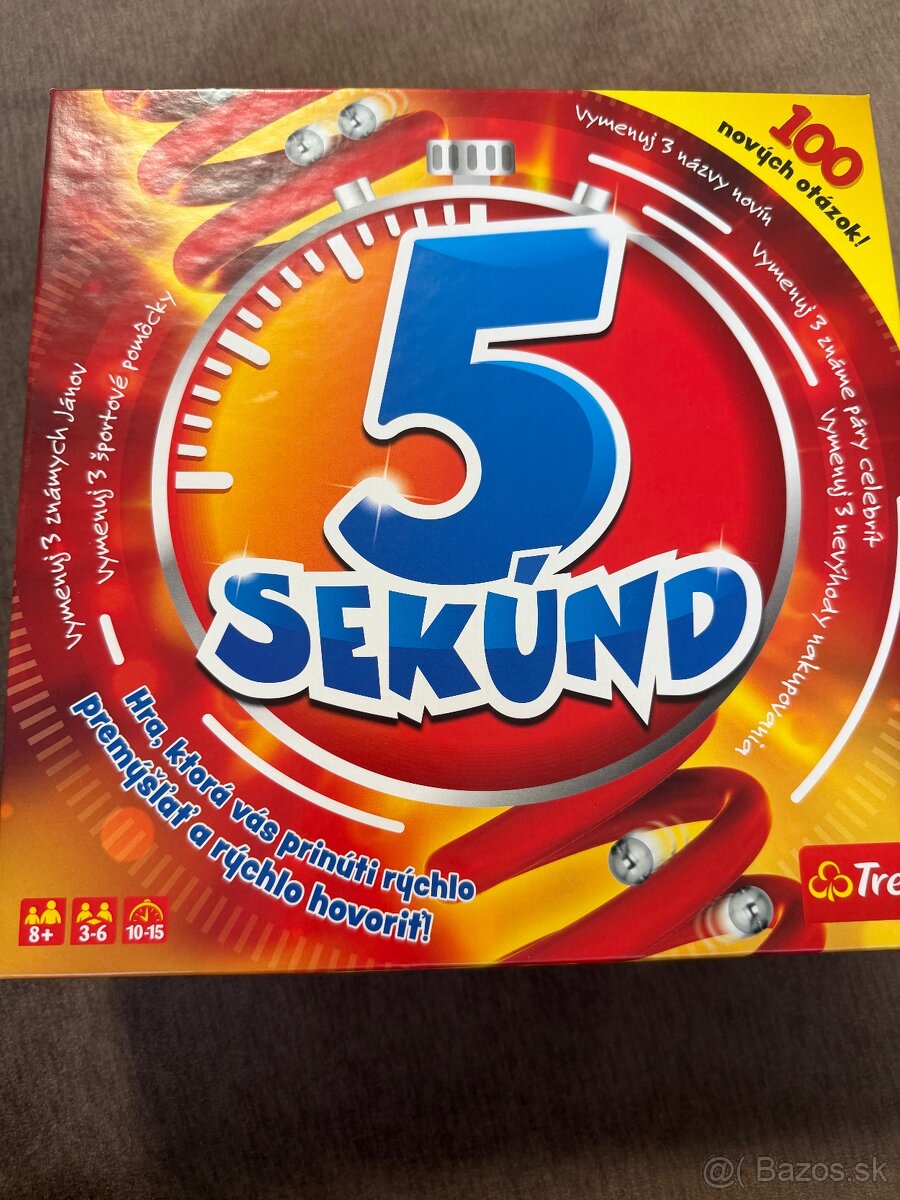 100
nových otázok!
Vymenuj 3 názvy novín
Vymenuj 3 známe páry celebrít
Vymenuj 3 nevýhody nakupovania
Vymenuj 3 známych Jánov
Vymenuj 3 športové pomôcky
5
SEKÚND
Hra, ktorá vás prinúti rýchlo
premýšľať a rýchlo hovoriť!
8+
3-6
10-15
Tre
@( Bazos.sk